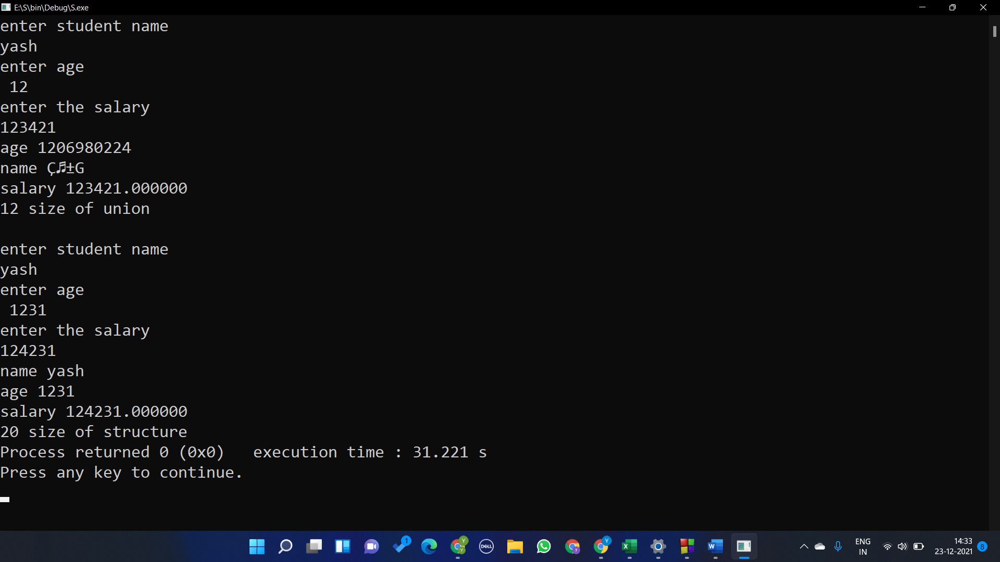 E:\S\bin\Debug\S.exe
enter student name
yash
enter age
 12
enter the salary
123421
age 1206980224
name Ç♬±G
salary 123421.000000
12 size of union

enter student name
yash
enter age
 1231
enter the salary
124231
name yash
age 1231
salary 124231.000000
20 size of structure
Process returned 0 (0x0)   execution time : 31.221 s
Press any key to continue.
1
Y
Y
DELL
y
Y
X
W
ENG
IN
14:33
23-12-2021
8